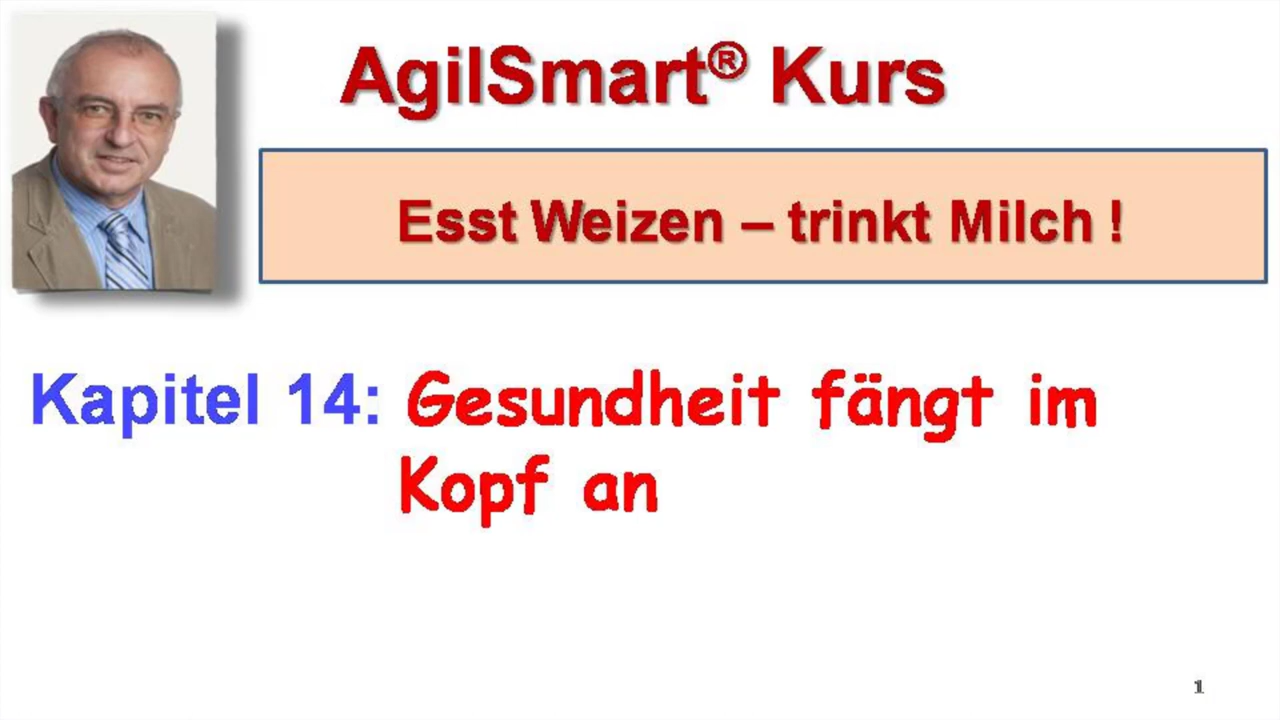 AgilSmart® Kurs
Esst Weizen – trinkt Milch !
Kapitel 14: Gesundheit fängt im
Kopf an
1